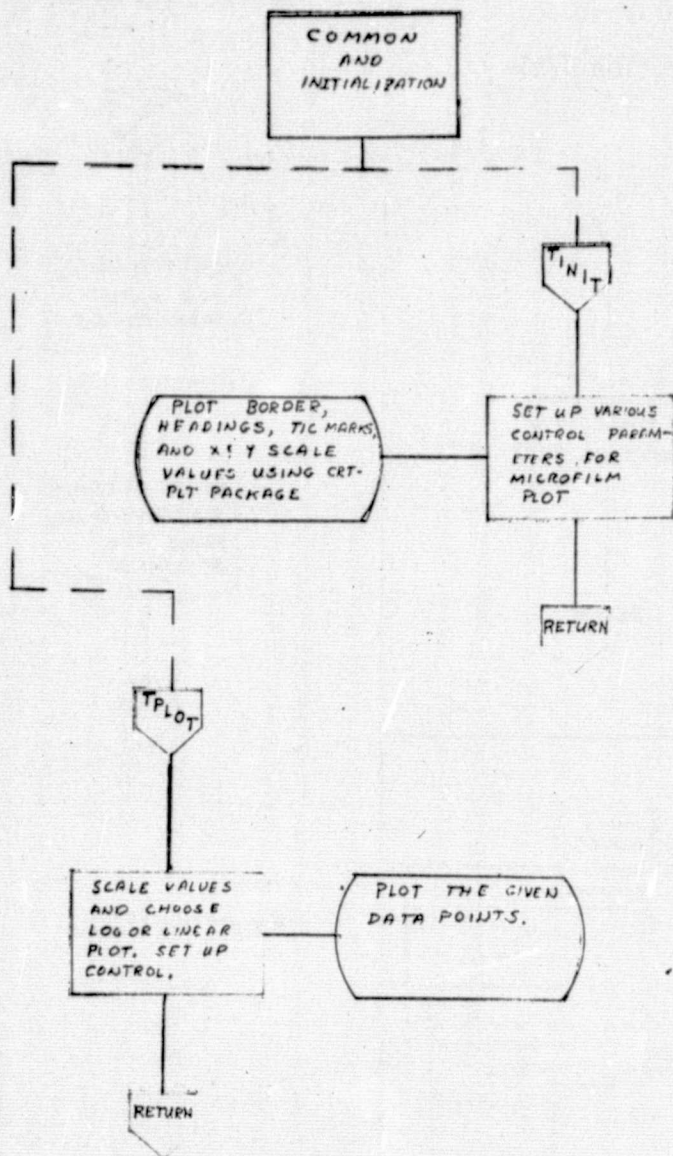 COMMON
AND
INITIALIZATION
TINIT
PLOT BORDER,
HEADINGS, TIC MARKS,
AND X! Y SCALE
VALUES USING CRT-
PLT PACKAGE
SET UP VARIOUS
CONTROL PARAM-
ETERS FOR
MICROFILM
PLOT
RETURN
TPLOT
SCALE VALUES
AND CHOOSE
LOG OR LINEAR
PLOT. SET UP
CONTROL.
PLOT THE GIVEN
DATA POINTS.
RETURN